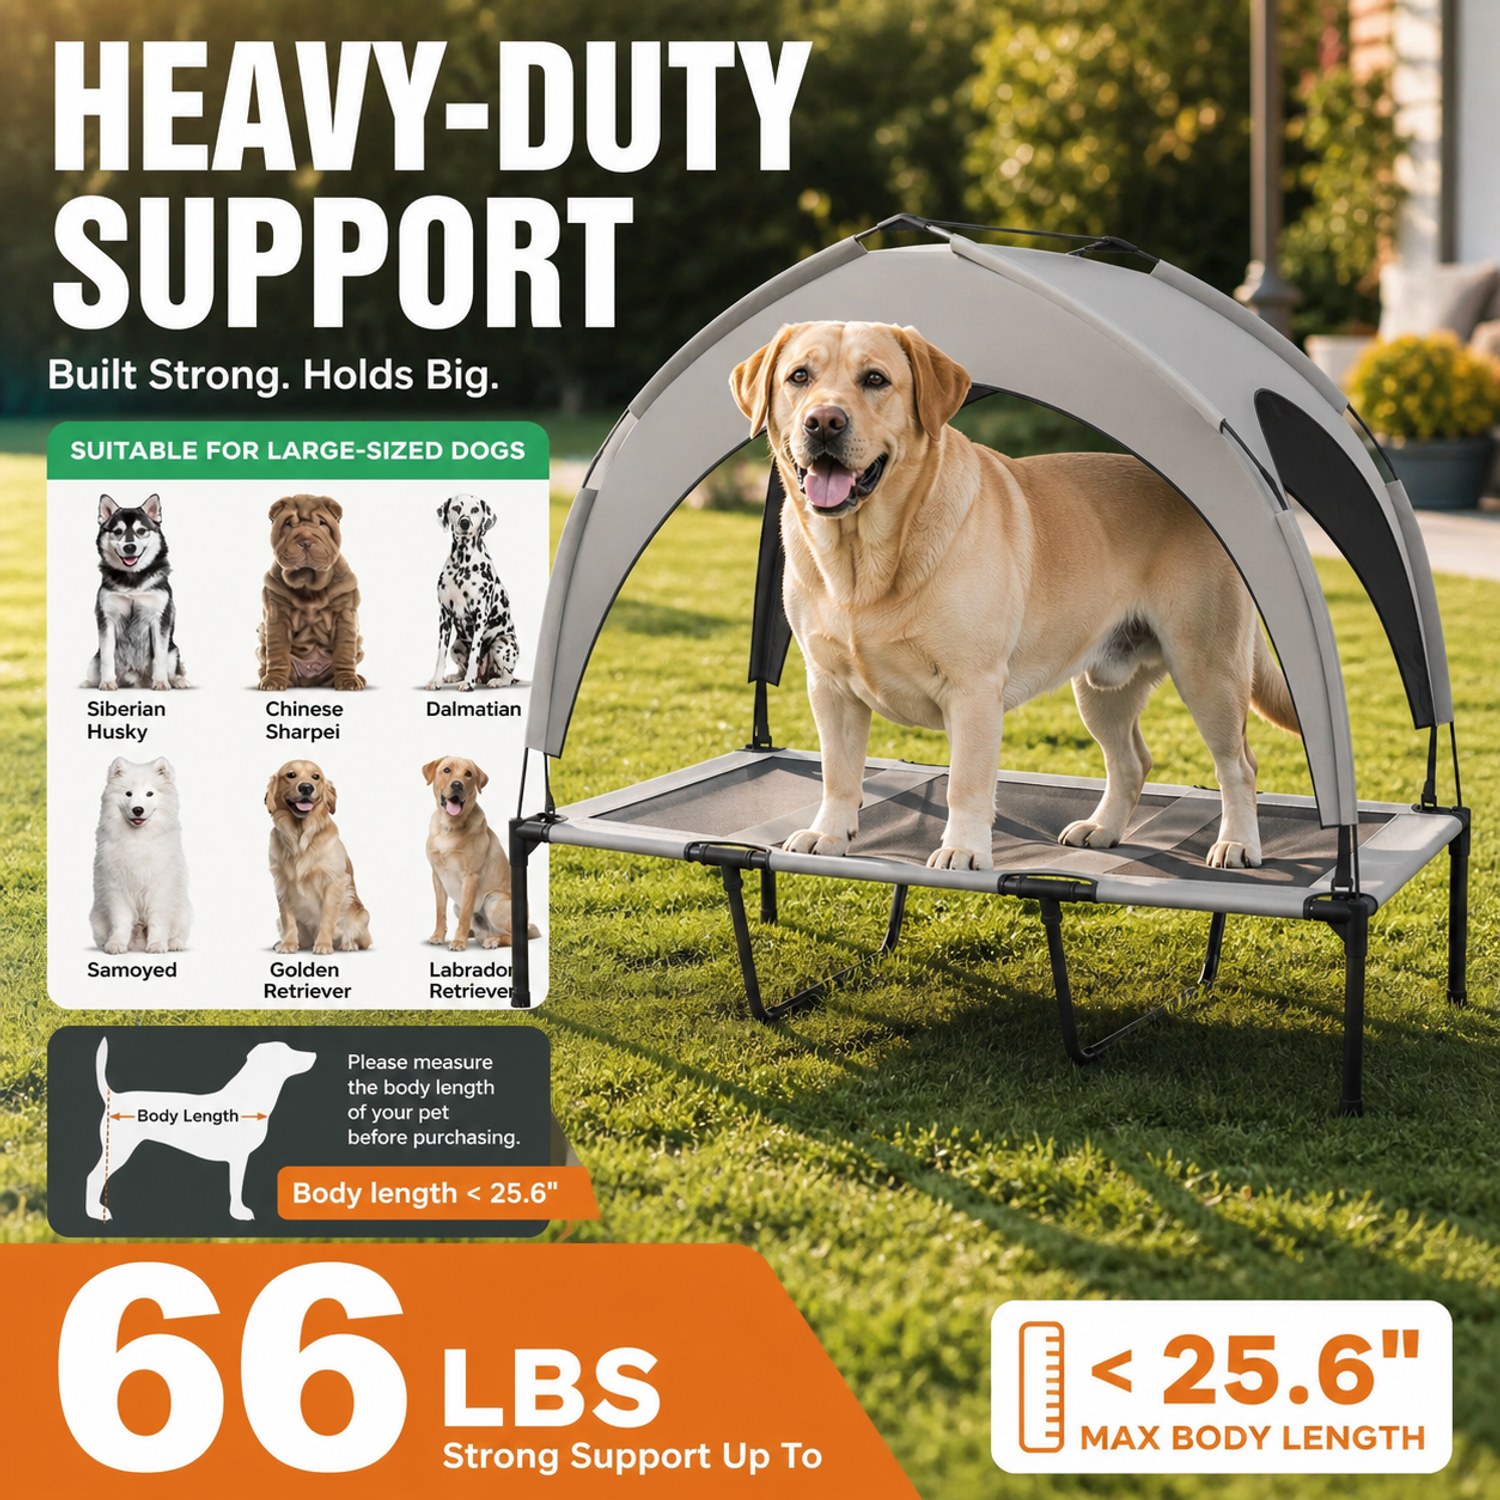 HEAVY-DUTY
SUPPORT
Built Strong. Holds Big.
SUITABLE FOR LARGE-SIZED DOGS
Siberian
Husky
Chinese
Sharpei
Dalmatian
Samoyed
Golden
Retriever
Labrador
Retriever
Body Length
Please measure
the body length
of your pet
before purchasing.
Body length < 25.6"
66
LBS
Strong Support Up To
< 25.6"
MAX BODY LENGTH